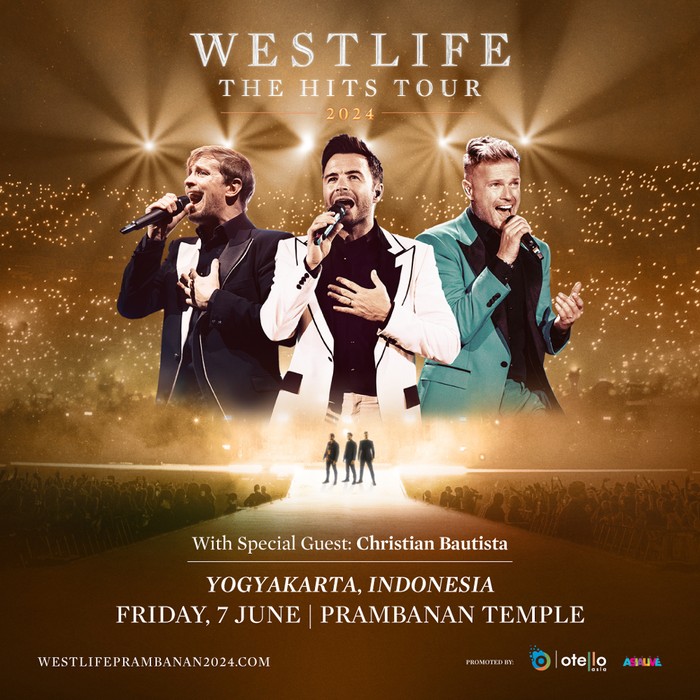 WESTLIFE
THE HITS TOUR
2024
With Special Guest: Christian Bautista
YOGYAKARTA, INDONESIA
FRIDAY, 7 JUNE | PRAMBANAN TEMPLE
WESTLIFEPRAMBANAN2024.COM
PROMOTED BY: otello asia ASIALIVE